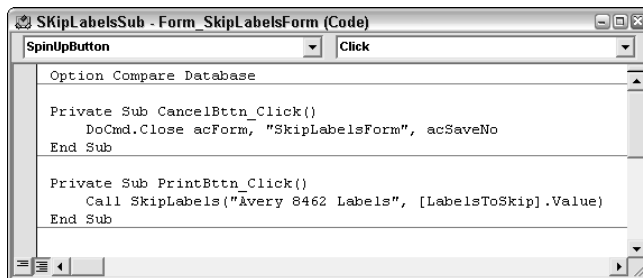 SKipLabelsSub - Form_SkipLabelsForm (Code)
SpinUpButton Click
Option Compare Database
Private Sub CancelBttn_Click()
DoCmd.Close acForm, "SkipLabelsForm", acSaveNo
End Sub
Private Sub PrintBttn_Click()
Call SkipLabels("Avery 8462 Labels", [LabelsToSkip].Value)
End Sub